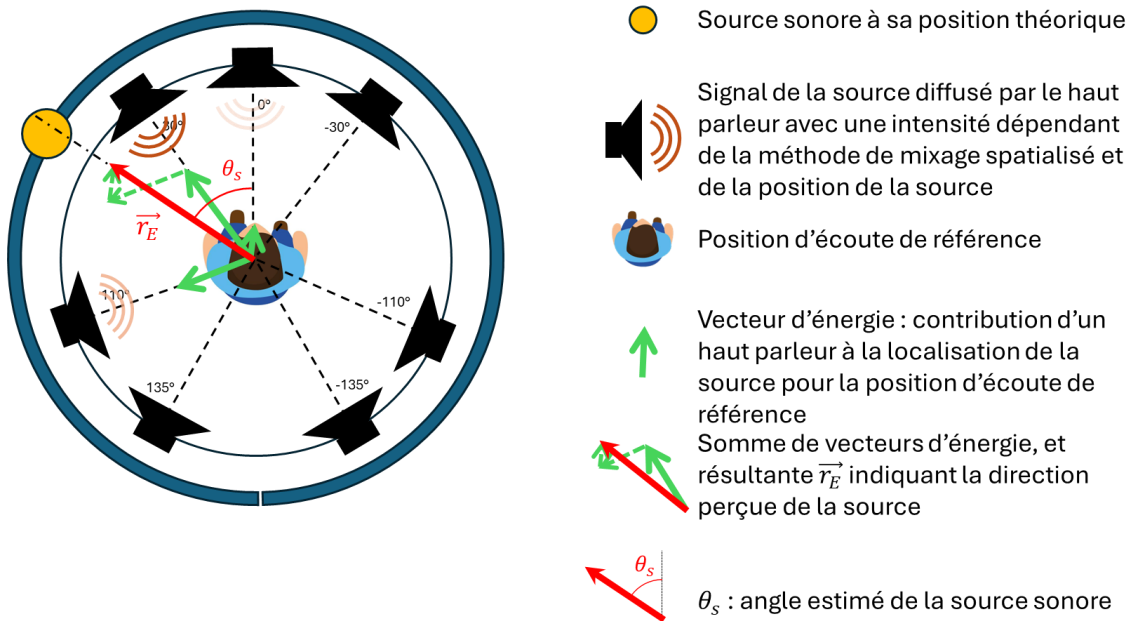 0°
30°
-30°
θs
rE
110°
-110°
135°
-135°
Source sonore à sa position théorique
Signal de la source diffusé par le haut
parleur avec une intensité dépendant
de la méthode de mixage spatialisé et
de la position de la source
Position d'écoute de référence
Vecteur d'énergie : contribution d'un
haut parleur à la localisation de la
source pour la position d'écoute de
référence
Somme de vecteurs d'énergie, et
résultante rE indiquant la direction
perçue de la source
θs
θs : angle estimé de la source sonore